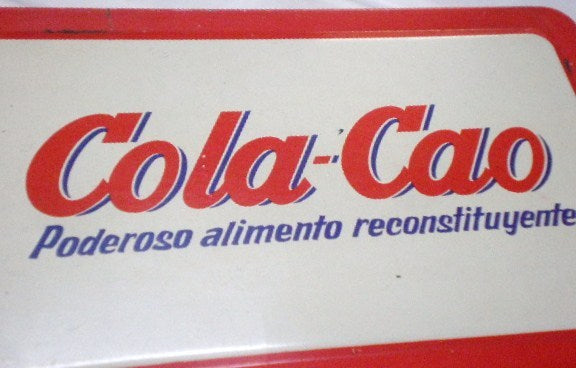 Cola-Cao
Poderoso alimento reconstituyente